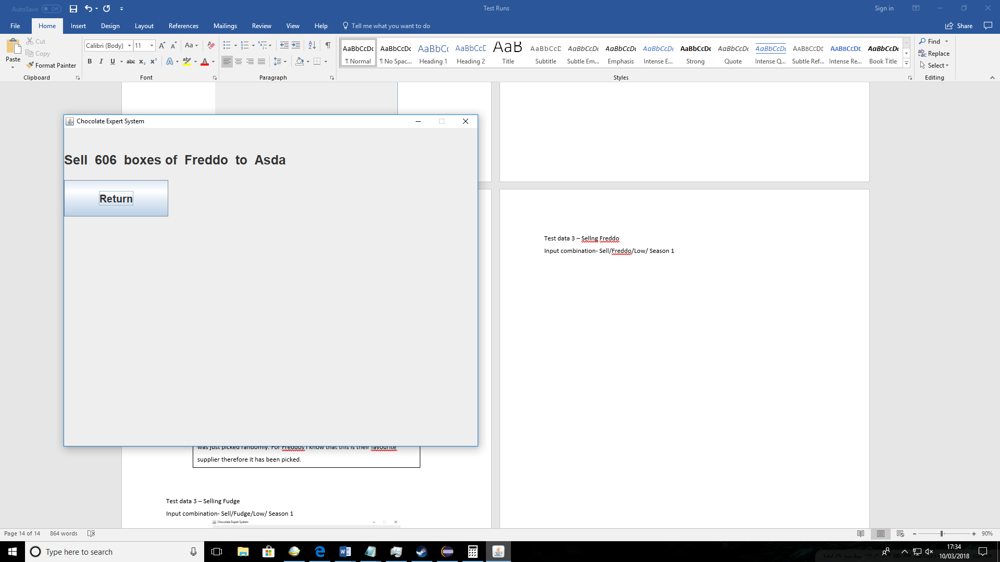 AutoSave Off
Test Runs
Sign in
File Home Insert Design Layout References Mailings Review View Help Tell me what you want to do Share
Paste
Cut
Copy
Format Painter
Clipboard
Calibri (Body) 11
Font
Paragraph
AaBbCcDc AaBbCcDc AaBbC( AaBbCcD AaB AaBbCcD AaBbCcDc AaBbCcDc AaBbCcDc AaBbCcDc AaBbCcDc AaBbCcDc AABBCCDE AABBCCDE AaBbCcDc
¶ Normal ¶ No Spac... Heading 1 Heading 2 Title Subtitle Subtle Em... Emphasis Intense E... Strong Quote Intense Q... Subtle Ref... Intense Re... Book Title
Styles
Find
Replace
Select
Editing
Chocolate Expert System
Sell 606 boxes of Freddo to Asda
Return
was just picked randomly. For Freddos I know that this is their favourite
supplier therefore it has been picked.
Test data 3 – Selling Fudge
Input combination- Sell/Fudge/Low/ Season 1
Chocolate Expert System
Test data 3 – Sellng Freddo
Input combination- Sell/Freddo/Low/ Season 1
Page 14 of 14 864 words
90%
Type here to search
17:34
10/03/2018